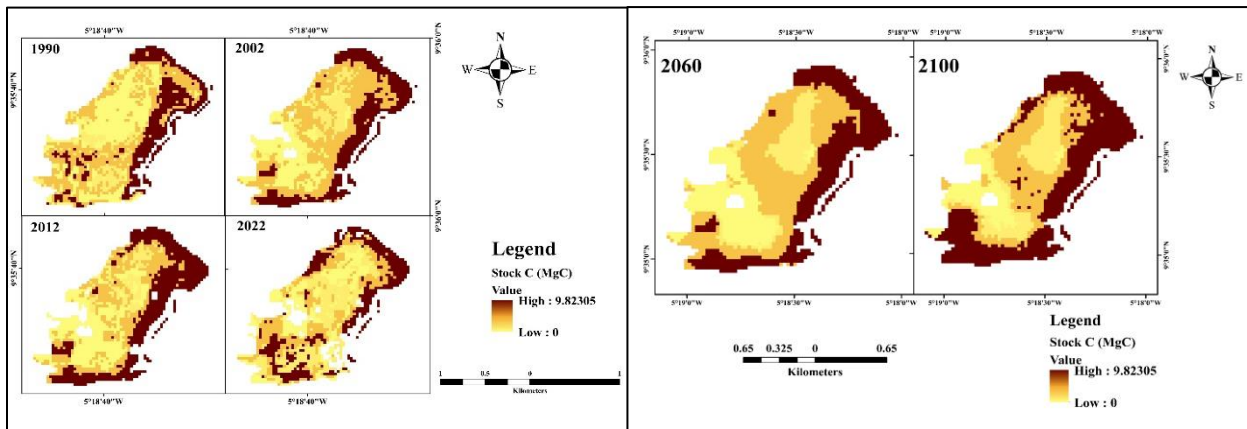 5°18'40"W
5°18'40"W
1990
2002
9°36'0"N
9°35'40"N
N
W
E
S
2012
2022
9°36'0"N
9°35'40"N
Legend
Stock C (MgC)
Value
High : 9.82305
Low : 0
5°18'40"W
5°18'40"W
1
0.5
0
1
Kilometers
5°19'0"W
5°18'30"W
5°18'0"W
5°19'0"W
5°18'30"W
5°18'0"W
9°36'0"N
9°36'0"N
2060
2100
N
W
E
S
9°35'30"N
9°35'30"N
9°35'0"N
9°35'0"N
5°19'0"W
5°18'30"W
5°18'0"W
5°19'0"W
5°18'30"W
5°18'0"W
0.65 0.325
0
0.65
Kilometers
Legend
Stock C (MgC)
Value
High : 9.82305
Low : 0